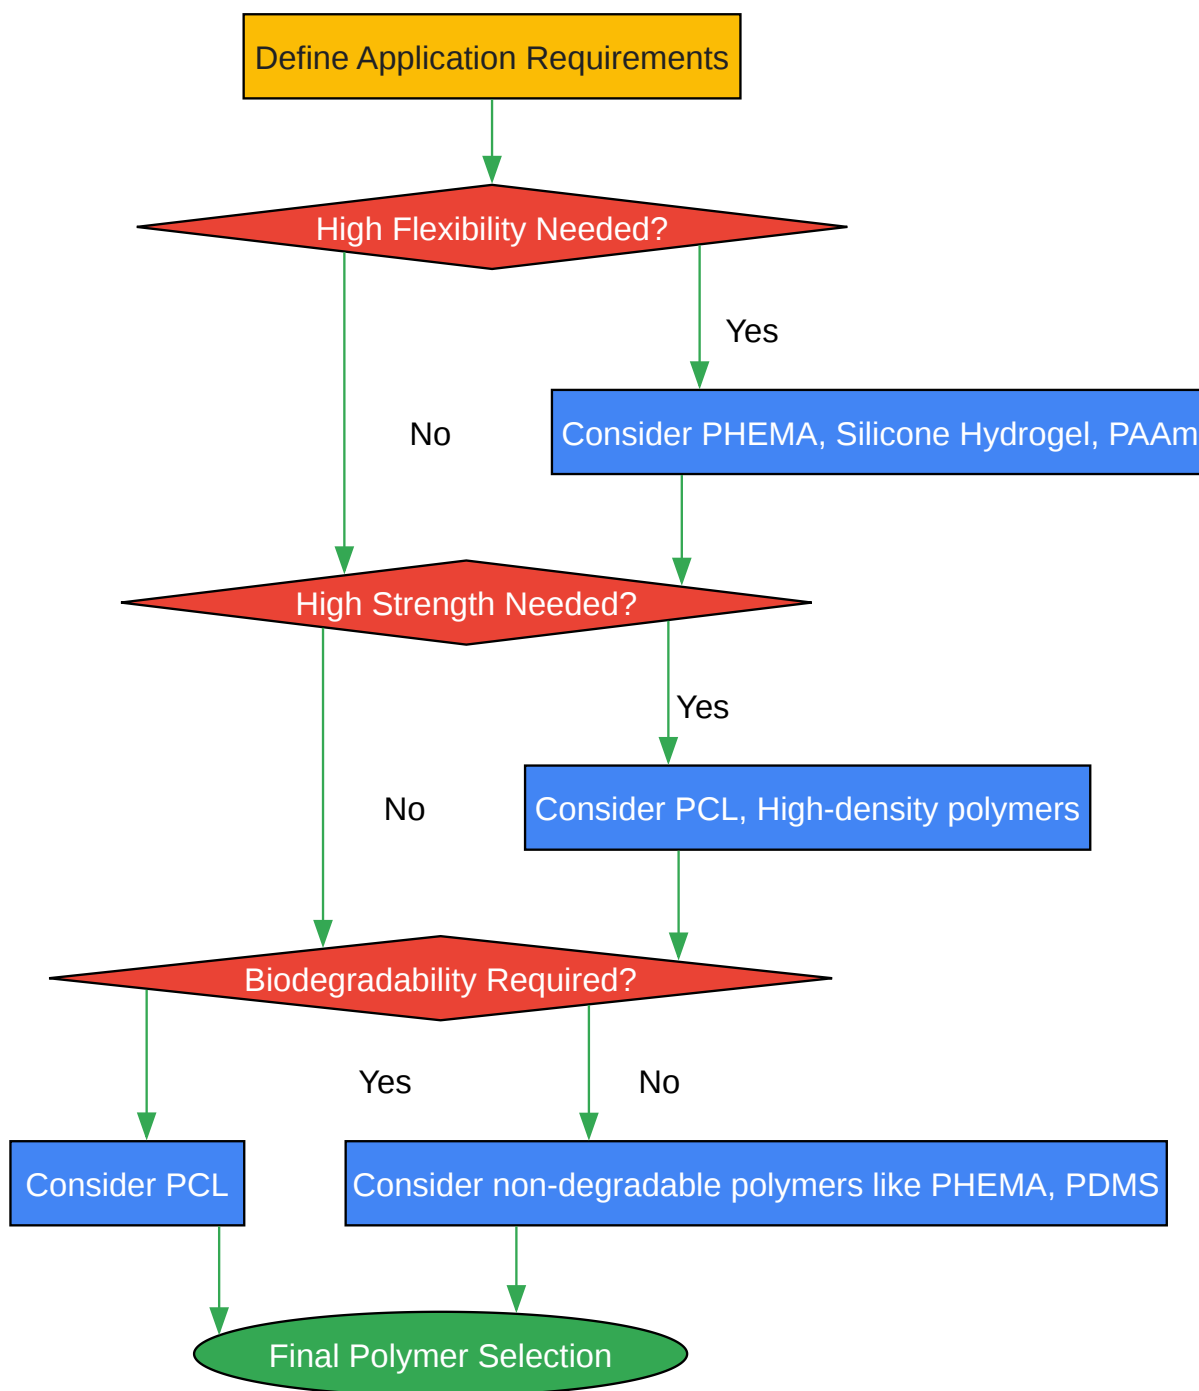 Define Application Requirements
High Flexibility Needed?
Yes
No
Consider PHEMA, Silicone Hydrogel, PAAm
High Strength Needed?
Yes
No
Consider PCL, High-density polymers
Biodegradability Required?
Yes
No
Consider PCL
Consider non-degradable polymers like PHEMA, PDMS
Final Polymer Selection